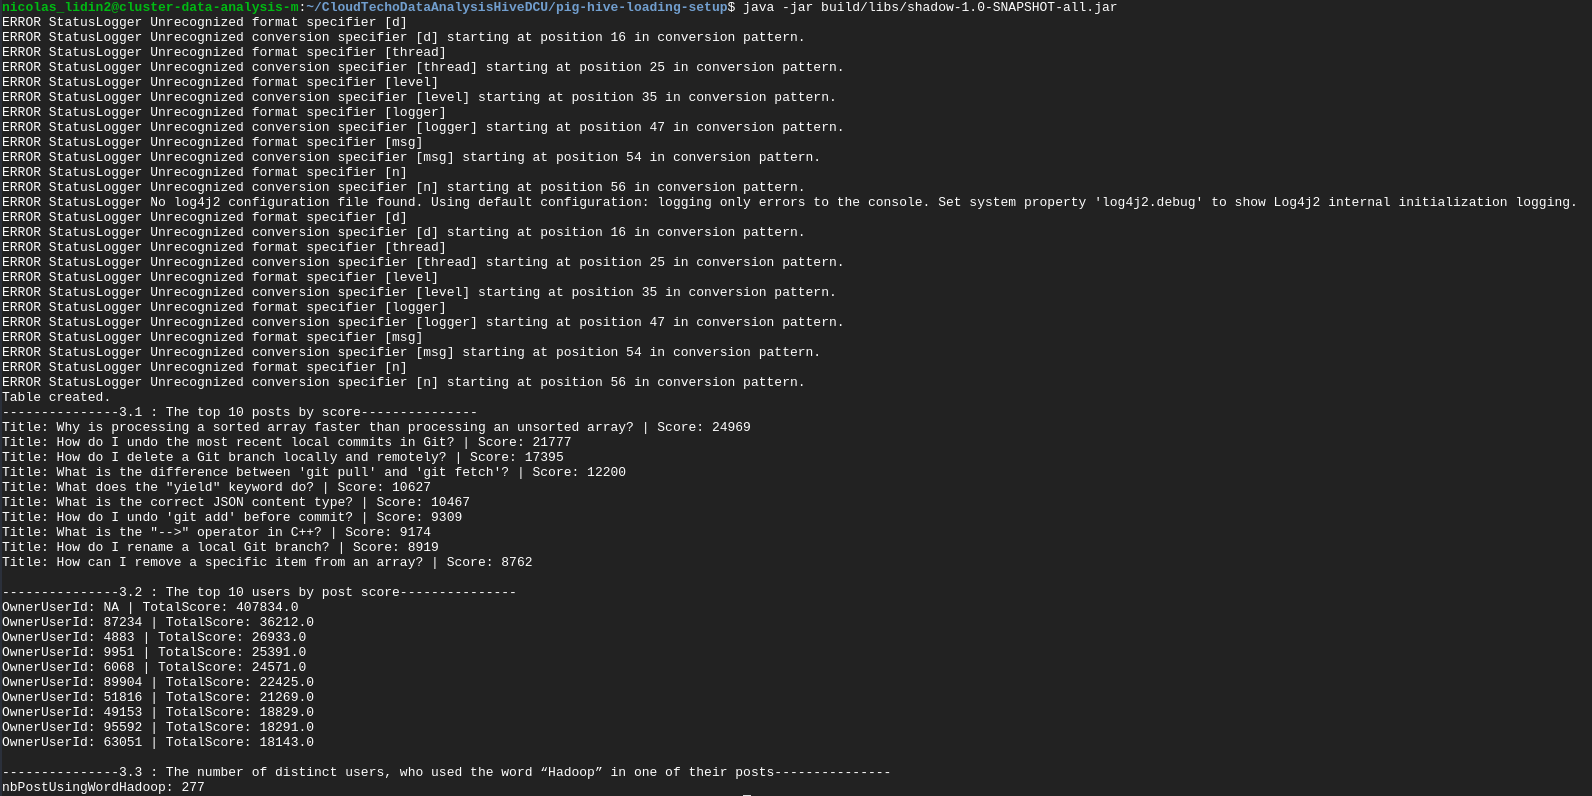 nicolas_lidin2@cluster-data-analysis-m:~/CloudTechoDataAnalysisHiveDCU/pig-hive-loading-setup$ java -jar build/libs/shadow-1.0-SNAPSHOT-all.jar
ERROR StatusLogger Unrecognized format specifier [d]
ERROR StatusLogger Unrecognized conversion specifier [d] starting at position 16 in conversion pattern.
ERROR StatusLogger Unrecognized format specifier [thread]
ERROR StatusLogger Unrecognized conversion specifier [thread] starting at position 25 in conversion pattern.
ERROR StatusLogger Unrecognized format specifier [level]
ERROR StatusLogger Unrecognized conversion specifier [level] starting at position 35 in conversion pattern.
ERROR StatusLogger Unrecognized format specifier [logger]
ERROR StatusLogger Unrecognized conversion specifier [logger] starting at position 47 in conversion pattern.
ERROR StatusLogger Unrecognized format specifier [msg]
ERROR StatusLogger Unrecognized conversion specifier [msg] starting at position 54 in conversion pattern.
ERROR StatusLogger Unrecognized format specifier [n]
ERROR StatusLogger Unrecognized conversion specifier [n] starting at position 56 in conversion pattern.
ERROR StatusLogger No log4j2 configuration file found. Using default configuration: logging only errors to the console. Set system property 'log4j2.debug' to show Log4j2 internal initialization logging.
ERROR StatusLogger Unrecognized format specifier [d]
ERROR StatusLogger Unrecognized conversion specifier [d] starting at position 16 in conversion pattern.
ERROR StatusLogger Unrecognized format specifier [thread]
ERROR StatusLogger Unrecognized conversion specifier [thread] starting at position 25 in conversion pattern.
ERROR StatusLogger Unrecognized format specifier [level]
ERROR StatusLogger Unrecognized conversion specifier [level] starting at position 35 in conversion pattern.
ERROR StatusLogger Unrecognized format specifier [logger]
ERROR StatusLogger Unrecognized conversion specifier [logger] starting at position 47 in conversion pattern.
ERROR StatusLogger Unrecognized format specifier [msg]
ERROR StatusLogger Unrecognized conversion specifier [msg] starting at position 54 in conversion pattern.
ERROR StatusLogger Unrecognized format specifier [n]
ERROR StatusLogger Unrecognized conversion specifier [n] starting at position 56 in conversion pattern.
Table created.
---------------3.1 : The top 10 posts by score---------------
Title: Why is processing a sorted array faster than processing an unsorted array? | Score: 24969
Title: How do I undo the most recent local commits in Git? | Score: 21777
Title: How do I delete a Git branch locally and remotely? | Score: 17395
Title: What is the difference between 'git pull' and 'git fetch'? | Score: 12200
Title: What does the "yield" keyword do? | Score: 10627
Title: What is the correct JSON content type? | Score: 10467
Title: How do I undo 'git add' before commit? | Score: 9309
Title: What is the "-->" operator in C++? | Score: 9174
Title: How do I rename a local Git branch? | Score: 8919
Title: How can I remove a specific item from an array? | Score: 8762
---------------3.2 : The top 10 users by post score---------------
OwnerUserId: NA | TotalScore: 407834.0
OwnerUserId: 87234 | TotalScore: 36212.0
OwnerUserId: 4883 | TotalScore: 26933.0
OwnerUserId: 9951 | TotalScore: 25391.0
OwnerUserId: 6068 | TotalScore: 24571.0
OwnerUserId: 89904 | TotalScore: 22425.0
OwnerUserId: 51816 | TotalScore: 21269.0
OwnerUserId: 49153 | TotalScore: 18829.0
OwnerUserId: 95592 | TotalScore: 18291.0
OwnerUserId: 63051 | TotalScore: 18143.0
---------------3.3 : The number of distinct users, who used the word “Hadoop” in one of their posts---------------
nbPostUsingWordHadoop: 277